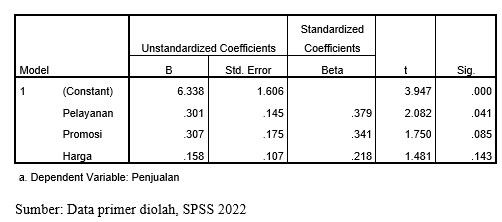 Unstandardized Coefficients Standardized Coefficients
Model B Std. Error Beta t Sig.
1 (Constant) 6.338 1.606 3.947 .000
Pelayanan .301 .145 .379 2.082 .041
Promosi .307 .175 .341 1.750 .085
Harga .158 .107 .218 1.481 .143
a. Dependent Variable: Penjualan
Sumber: Data primer diolah, SPSS 2022